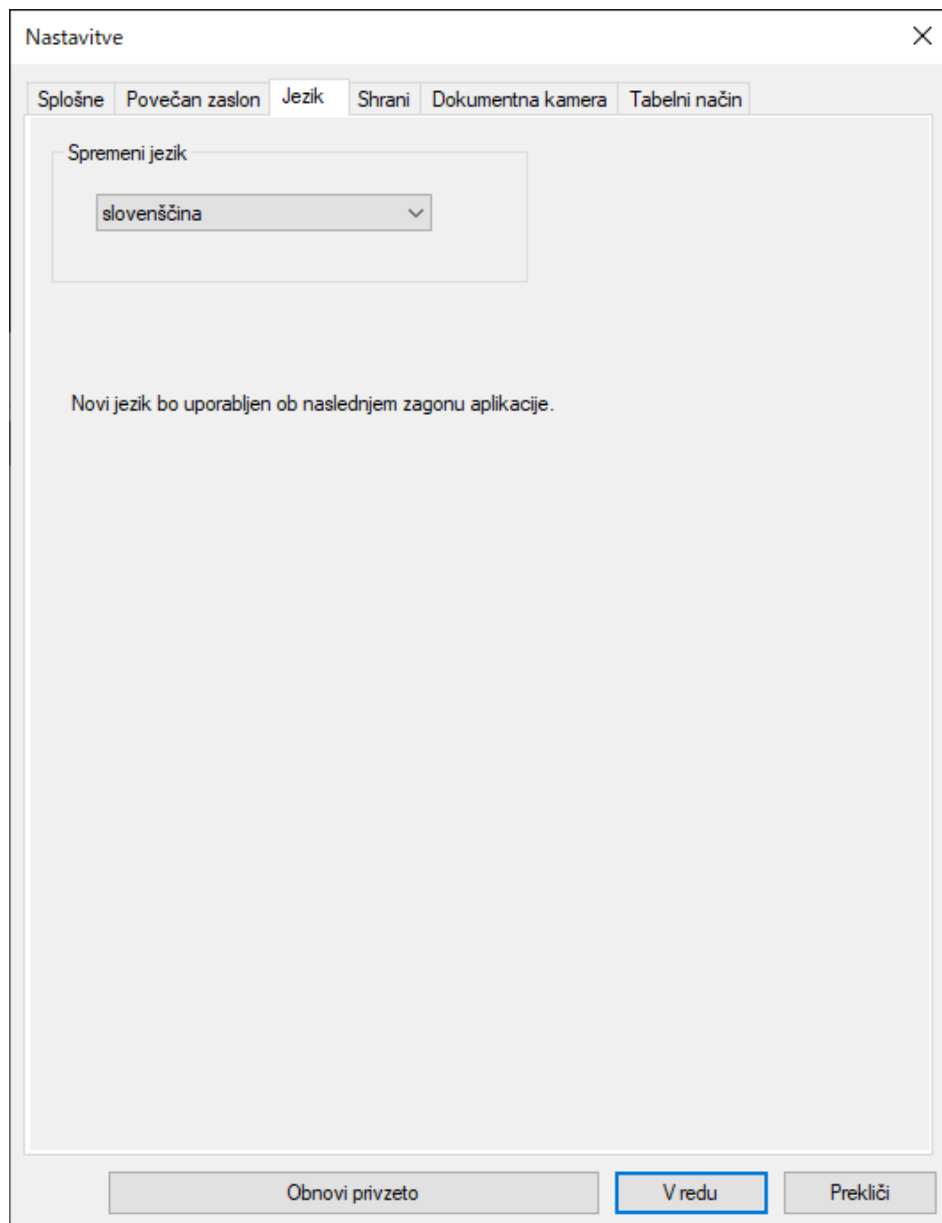 Nastavitve
Splošne Povečan zaslon Jezik Shrani Dokumentna kamera Tabelni način
Spremeni jezik
slovenščina
Novi jezik bo uporabljen ob naslednjem zagonu aplikacije.
Obnovi privzeto V redu Prekliči